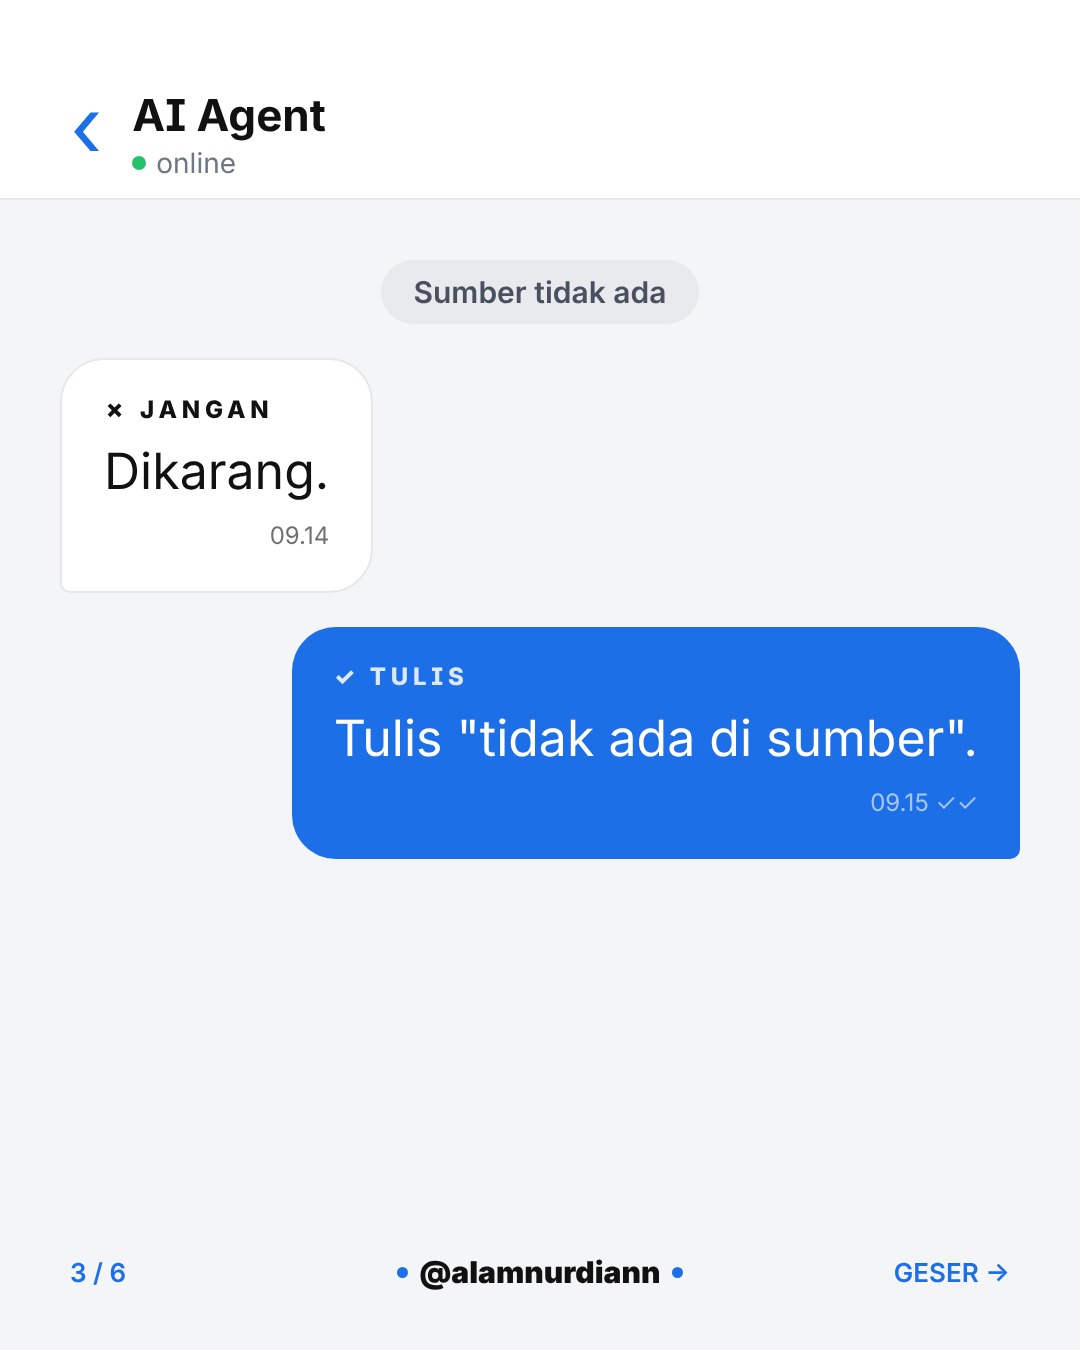 AI Agent
online
Sumber tidak ada
× JANGAN
Dikarang.
09.14
✓ TULIS
Tulis "tidak ada di sumber".
09.15 ✓✓
3 / 6
• @alamnurdiann •
GESER →